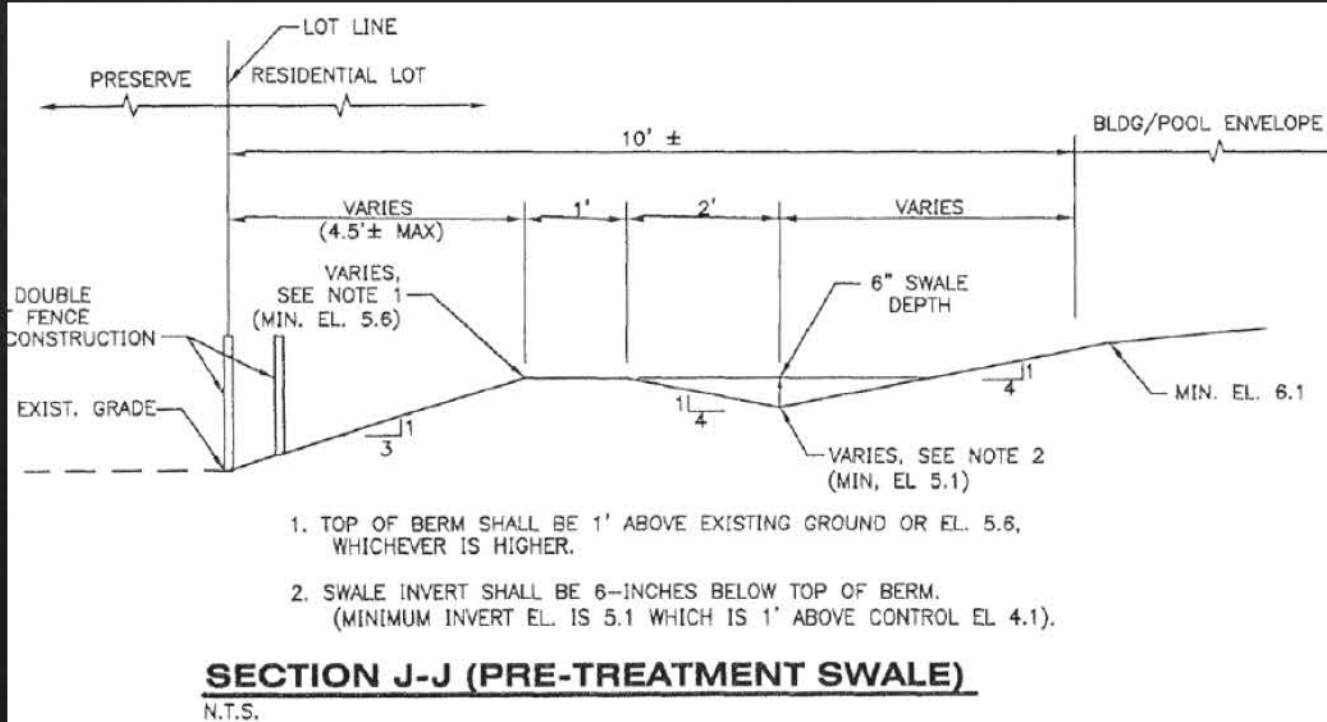 LOT LINE
PRESERVE
RESIDENTIAL LOT
BLDG/POOL ENVELOPE
10' ±
VARIES
(4.5'± MAX)
1'
2'
VARIES
VARIES,
SEE NOTE 1
(MIN. EL. 5.6)
6" SWALE
DEPTH
DOUBLE
FENCE
CONSTRUCTION
EXIST. GRADE
1
3
1
4
1
4
MIN. EL. 6.1
VARIES, SEE NOTE 2
(MIN, EL 5.1)
1. TOP OF BERM SHALL BE 1' ABOVE EXISTING GROUND OR EL. 5.6,
WHICHEVER IS HIGHER.
2. SWALE INVERT SHALL BE 6-INCHES BELOW TOP OF BERM.
(MINIMUM INVERT EL. IS 5.1 WHICH IS 1' ABOVE CONTROL EL 4.1).
SECTION J-J (PRE-TREATMENT SWALE)
N.T.S.